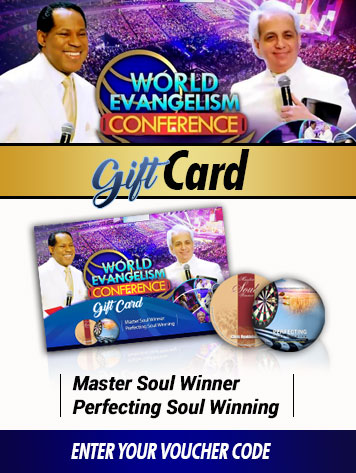 WORLD
EVANGELISM
CONFERENCE
Gift Card
WORLD
EVANGELISM
CONFERENCE
Gift Card
Master Soul Winner
Perfecting Soul Winning
Soul
PERFECTING
Master Soul Winner
Perfecting Soul Winning
ENTER YOUR VOUCHER CODE